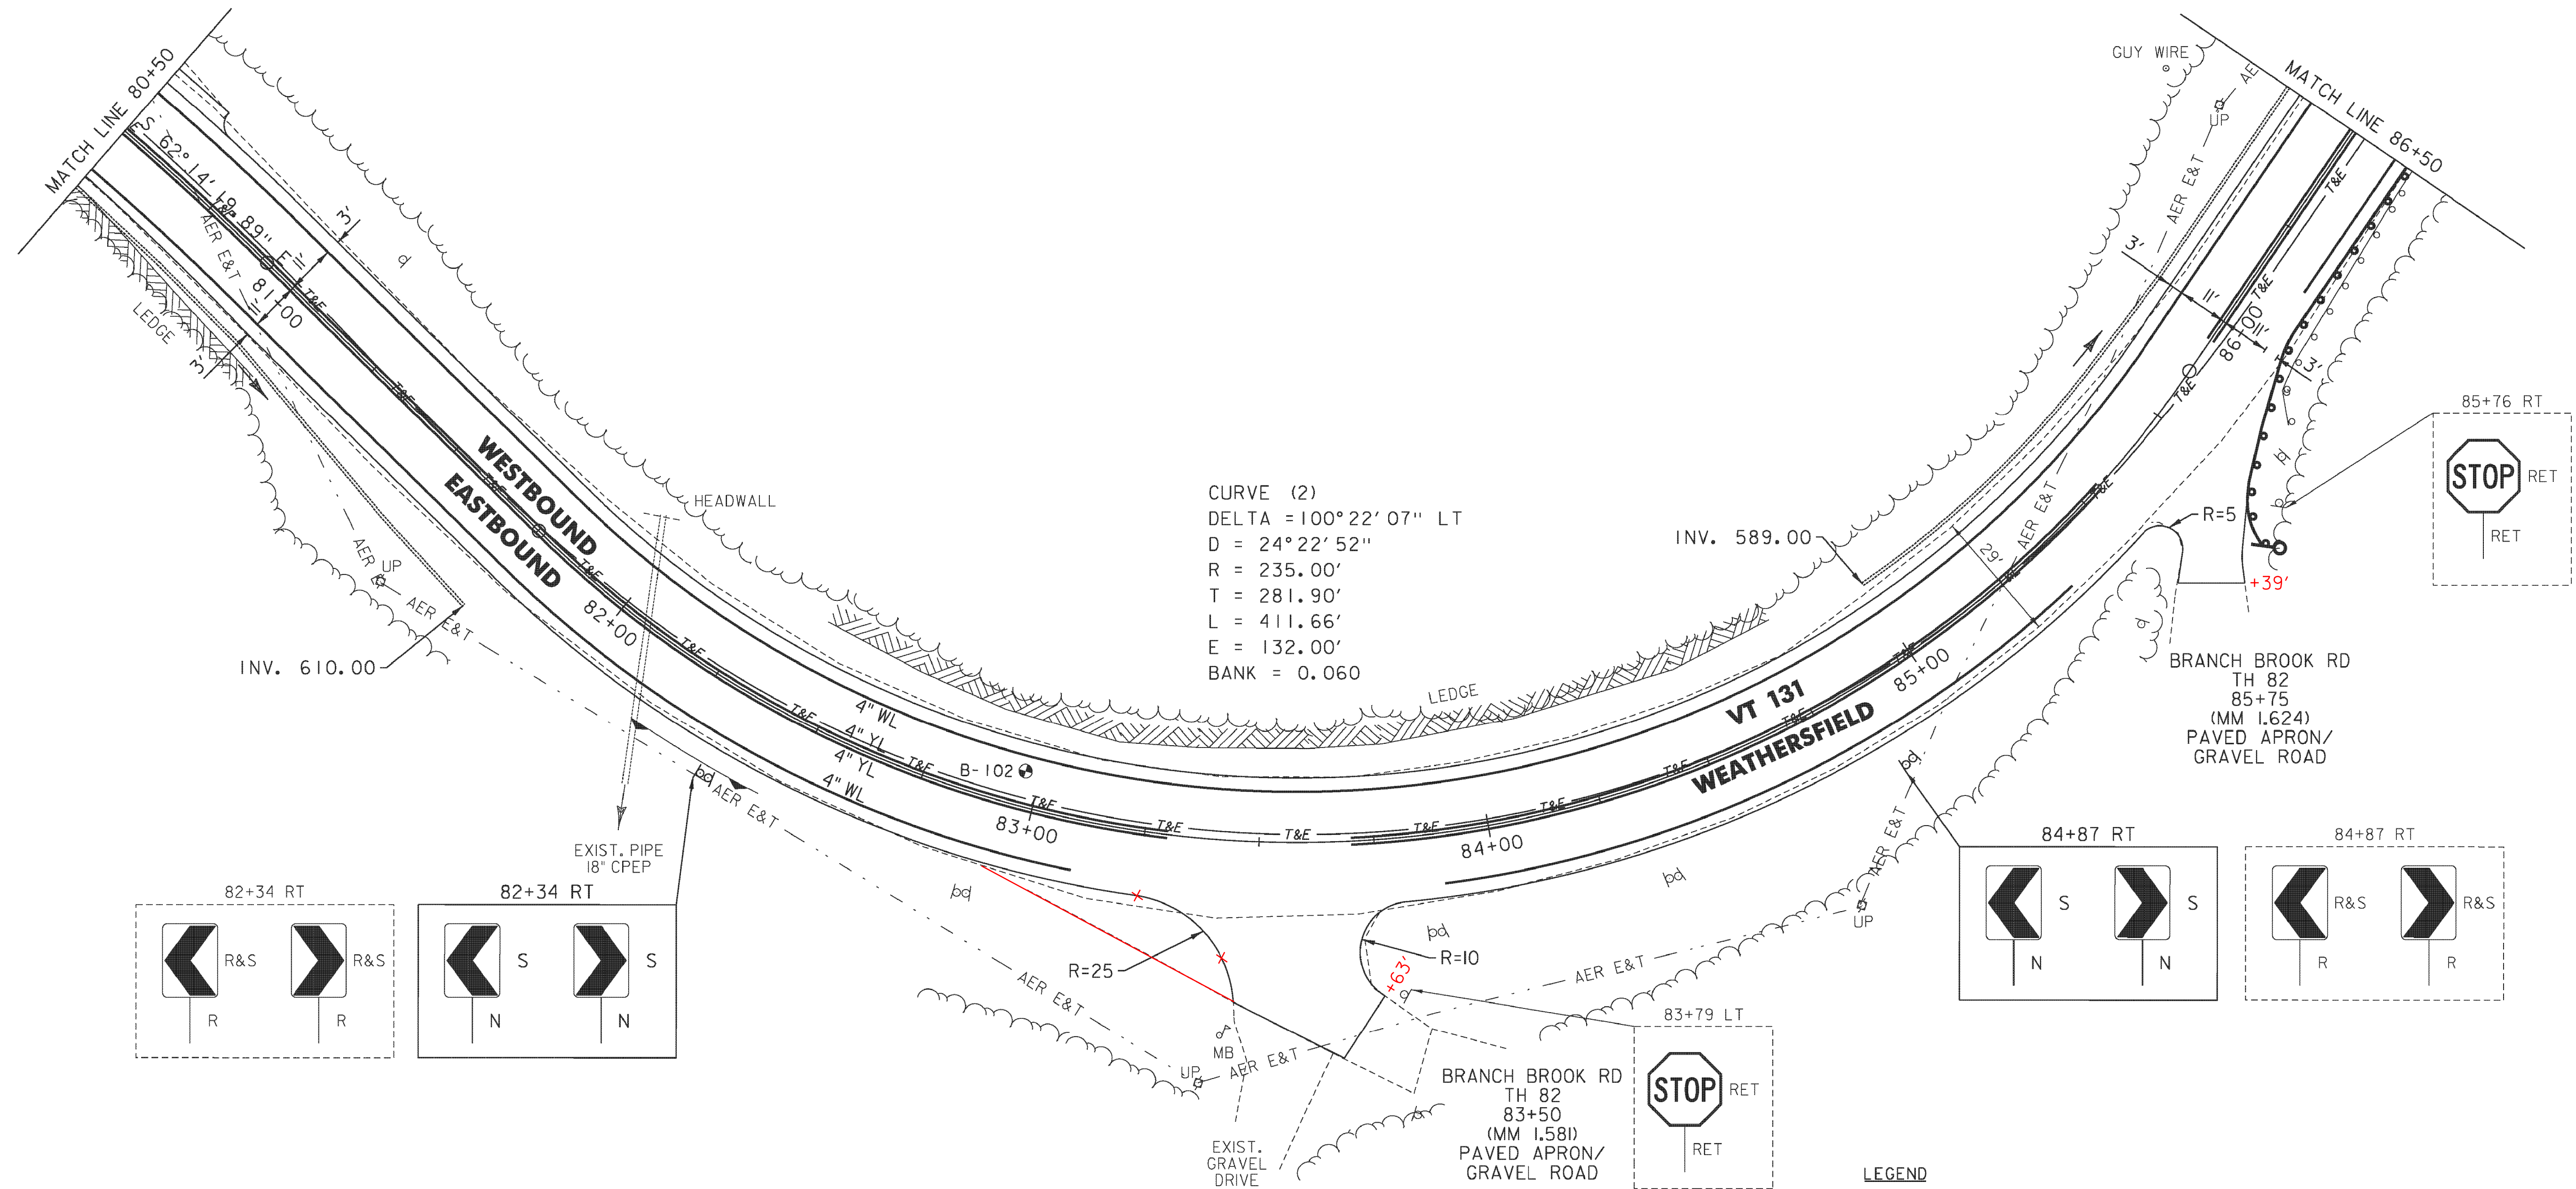 MATCH LINE 80+50
S 62° 14' 19.89" E
T&E
AER E&T
LEDGE
3'
11'
81+00
11'
3'
T&E
T&E
d
GUY WIRE
AE
UP
MATCH LINE 86+50
AER E&T
T&E
3'
11'
T&E
86+00
11'
3'
T&E
85+76 RT
STOP
RET
RET
WESTBOUND
EASTBOUND
T&E
HEADWALL
AER
UP
AER E&T
T&E
82+00
T&E
INV. 610.00
CURVE (2)
DELTA =100°22'07" LT
D = 24°22'52"
R = 235.00'
T = 281.90'
L = 411.66'
E = 132.00'
BANK = 0.060
INV. 589.00
AER E&T
T&E
29'
R=5
+39'
T&E
85+00
LEDGE
VT 131
T&E
WEATHERSFIELD
T&E
BRANCH BROOK RD
TH 82
85+75
(MM 1.624)
PAVED APRON/
GRAVEL ROAD
4" WL
4" YL
4" YL
4" WL
T&E
T&E
B-102
T&E
83+00
T&E
T&E
T&E
T&E
84+00
AER E&T
EXIST. PIPE
18" CPEP
82+34 RT
R&S
R&S
R
R
82+34 RT
S
S
N
N
AER E&T
84+87 RT
S
S
N
N
84+87 RT
R&S
R&S
R
R
UP
R=25
R=10
+63'
AER E&T
AER E&T
MB
UP
AER E&T
83+79 LT
STOP
RET
RET
BRANCH BROOK RD
TH 82
83+50
(MM 1.581)
PAVED APRON/
GRAVEL ROAD
EXIST.
GRAVEL
DRIVE
LEGEND